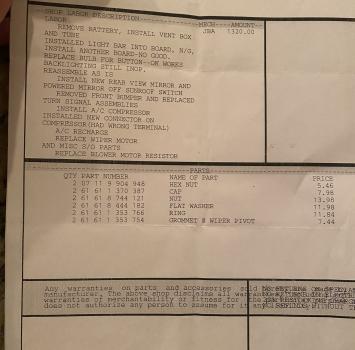 SHOP LABOR DESCRIPTION
LABOR MECH AMOUNT
REMOVE BATTERY, INSTALL VENT BOX JBA 1320.00
AND TUBE
INSTALLED LIGHT BAR INTO BOARD, N/G,
INSTALL ANOTHER BOARD-NO GOOD.
REPLACE BULB FOR BUTTON--OK WORKS
BACKLIGHTING STILL INOP.
REASSEMBLE AS IS
INSTALL NEW REAR VIEW MIRROR AND
POWERED MIRROR OFF SUNROOF SWITCH
REMOVED FRONT BUMPER AND REPLACED
TURN SIGNAL ASSEMBLIES
INSTALL A/C COMPRESSOR
INSTALLED NEW CONNECTOR ON
COMPRESSOR(HAD WRONG TERMINAL)
A/C RECHARGE
REPLACE WIPER MOTOR
AND MISC S/O PARTS
REPLACE BLOWER MOTOR RESISTOR
PARTS
QTY PART NUMBER NAME OF PART PRICE
2 07 11 9 904 948 HEX NUT 5.46
2 61 61 1 370 387 CAP 7.98
2 61 61 8 744 121 NUT 13.98
2 61 61 8 444 182 FLAT WASHER 11.98
2 61 61 1 353 766 RING 11.84
2 61 61 1 353 754 GROMMET @ WIPER PIVOT 7.44
Any warranties on parts and accessories sold
manufacturer. The above shop disclaims all
warranties of merchantability or fitness for
does not authorize any person to assume for it